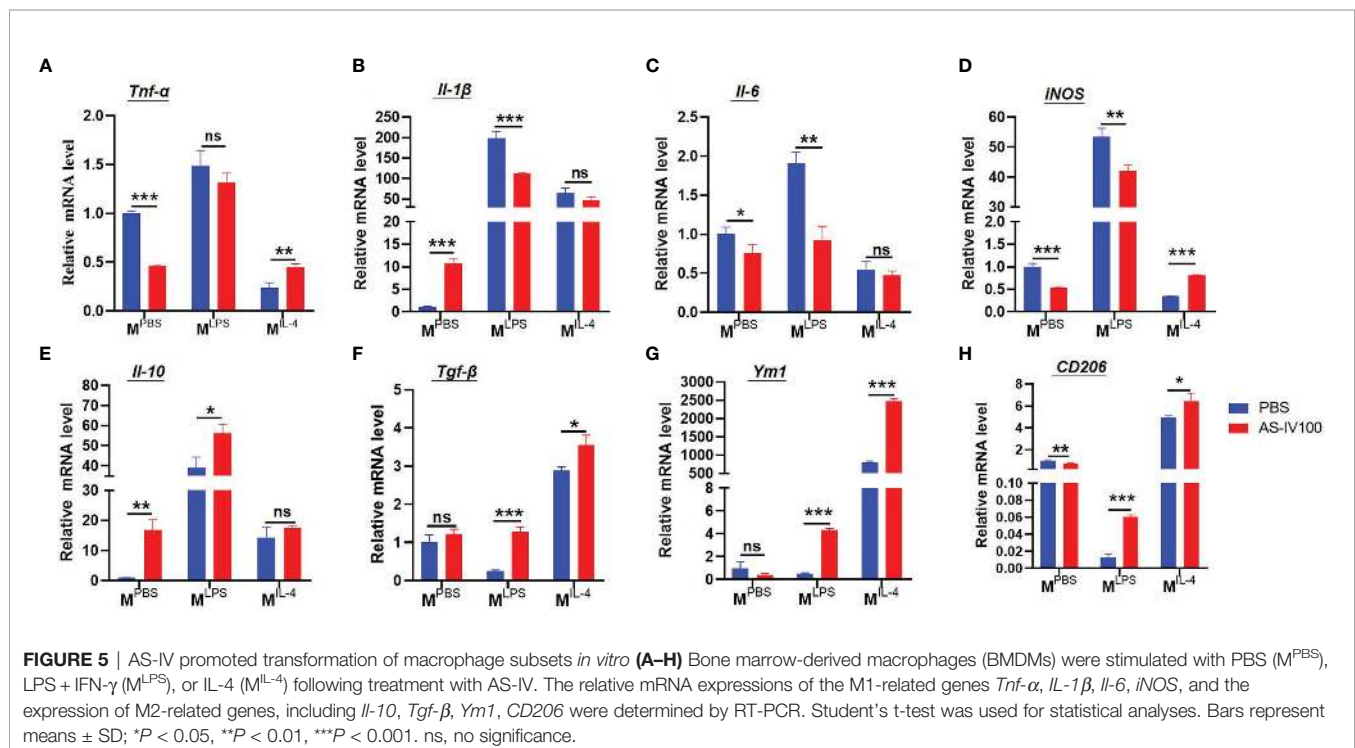 A
Tnf-α
Relative mRNA level
2.0
1.5
1.0
0.5
0.0
***
ns
**
M^PBS
M^LPS
M^IL-4
B
Il-1β
Relative mRNA level
250
200
150
100
50
20
15
10
5
0
***
***
ns
M^PBS
M^LPS
M^IL-4
C
Il-6
Relative mRNA level
2.5
2.0
1.5
1.0
0.5
0.0
*
**
ns
M^PBS
M^LPS
M^IL-4
D
iNOS
Relative mRNA level
60
50
40
30
2.0
1.5
1.0
0.5
0.0
***
**
***
M^PBS
M^LPS
M^IL-4
E
Il-10
Relative mRNA level
80
70
60
50
40
30
20
10
0
**
*
ns
M^PBS
M^LPS
M^IL-4
F
Tgf-β
Relative mRNA level
5
4
3
2
1
0
ns
***
*
M^PBS
M^LPS
M^IL-4
G
Ym1
Relative mRNA level
3000
2500
2000
1500
1000
500
8
6
4
2
0
ns
***
***
M^PBS
M^LPS
M^IL-4
H
CD206
Relative mRNA level
8
6
4
2
0.10
0.08
0.06
0.04
0.02
0.00
**
***
*
M^PBS
M^LPS
M^IL-4
PBS
AS-IV100
FIGURE 5 | AS-IV promoted transformation of macrophage subsets in vitro (A–H) Bone marrow-derived macrophages (BMDMs) were stimulated with PBS (M^PBS),
LPS + IFN-γ (M^LPS), or IL-4 (M^IL-4) following treatment with AS-IV. The relative mRNA expressions of the M1-related genes Tnf-α, IL-1β, Il-6, iNOS, and the
expression of M2-related genes, including Il-10, Tgf-β, Ym1, CD206 were determined by RT-PCR. Student's t-test was used for statistical analyses. Bars represent
means ± SD; *P < 0.05, **P < 0.01, ***P < 0.001. ns, no significance.